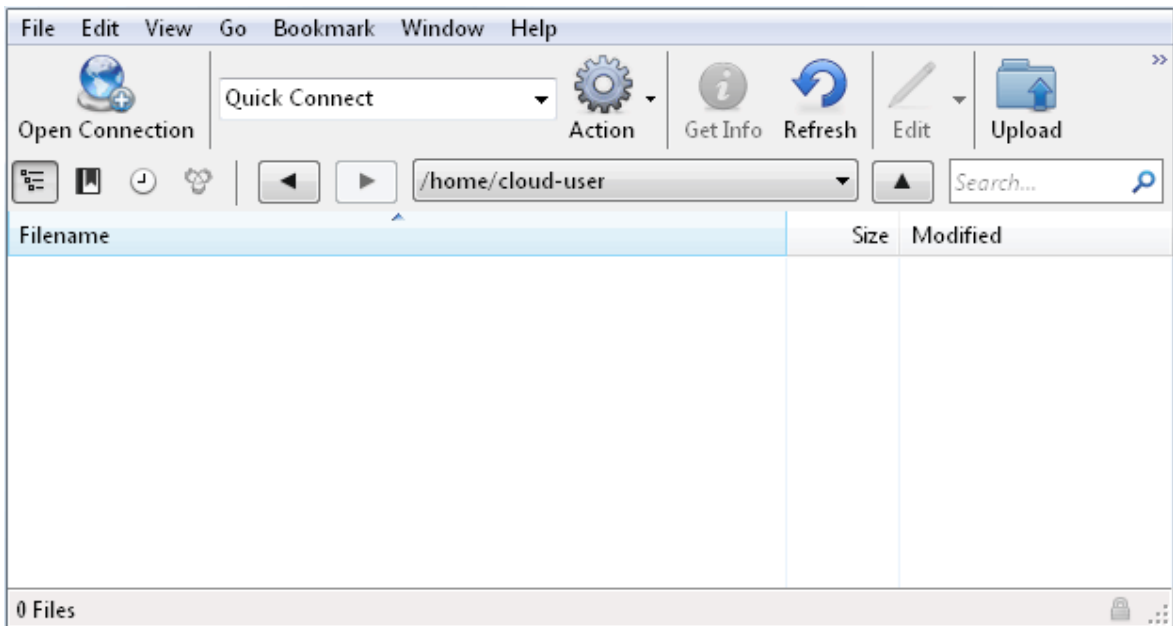 File Edit View Go Bookmark Window Help
Quick Connect
Open Connection Action Get Info Refresh Edit Upload
/home/cloud-user Search...
Filename Size Modified
0 Files